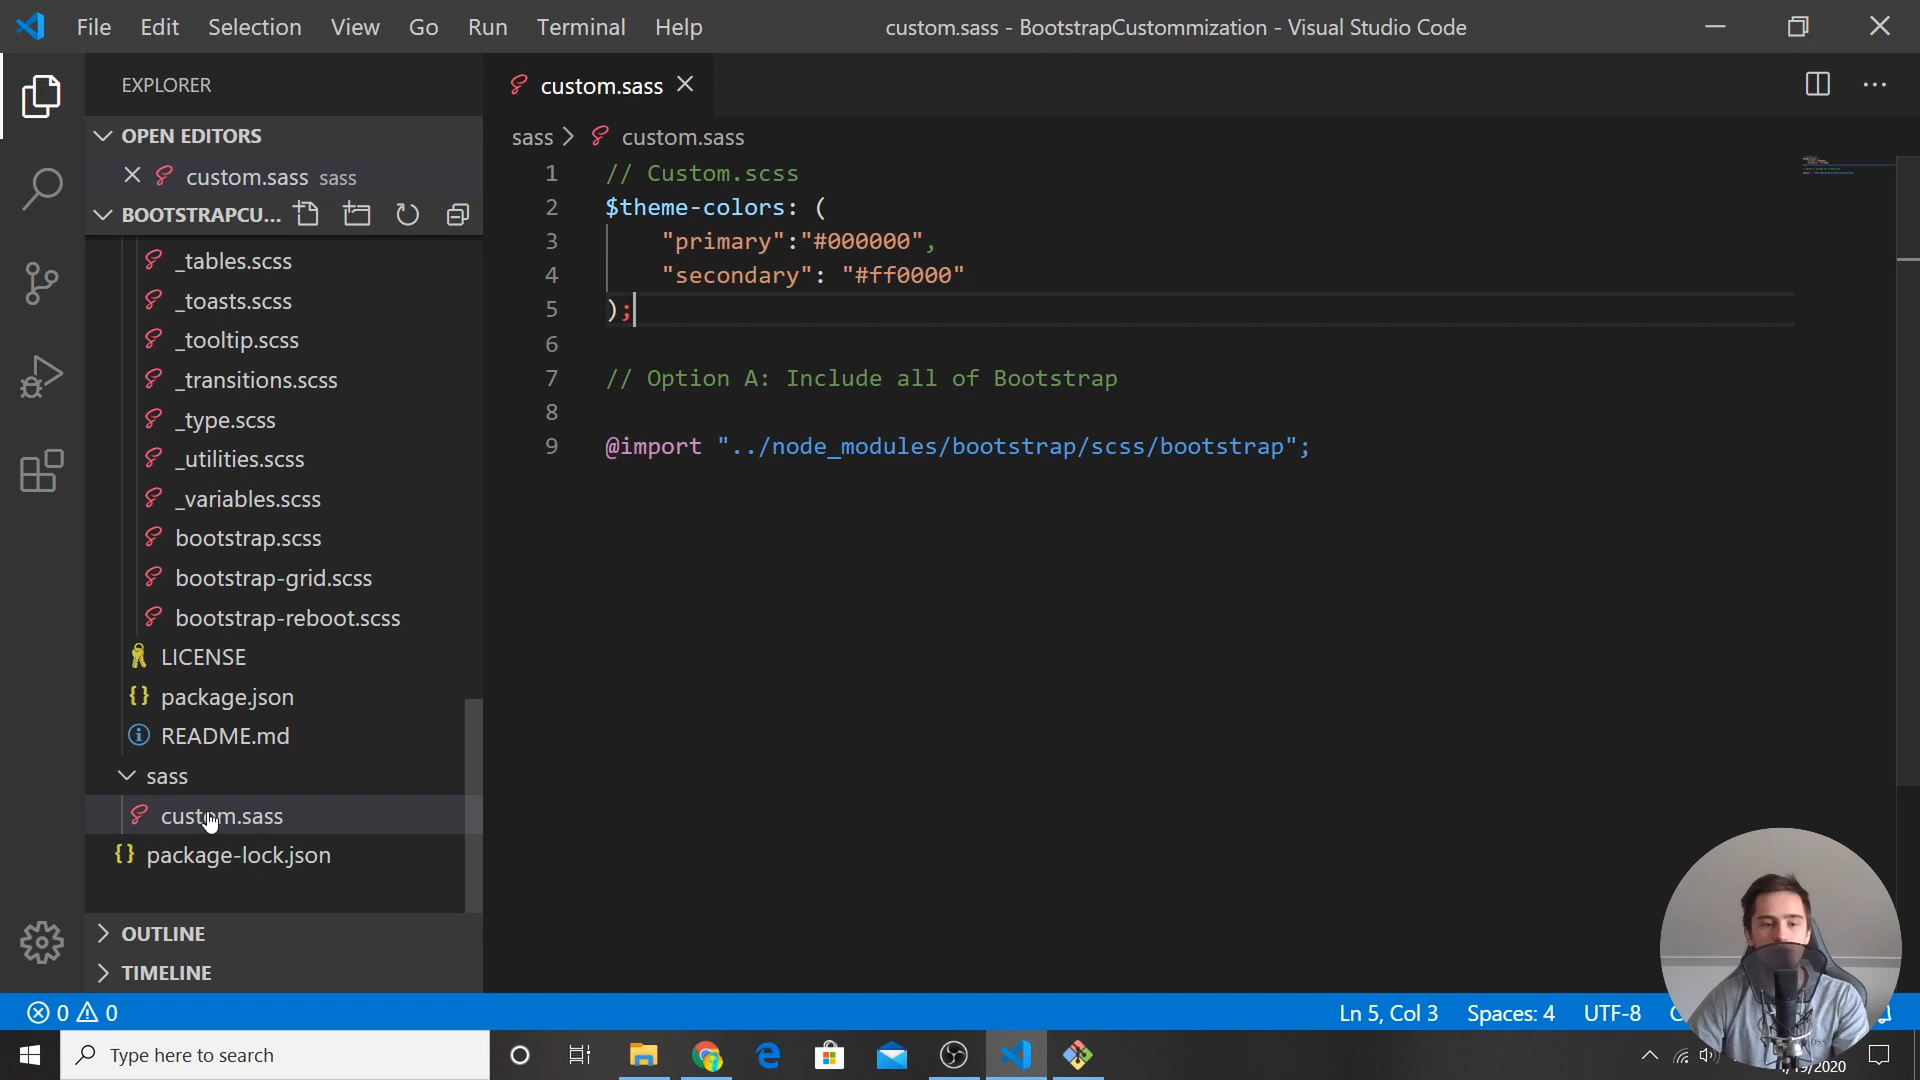 File Edit Selection View Go Run Terminal Help
custom.sass - BootstrapCustommization - Visual Studio Code
EXPLORER
OPEN EDITORS
custom.sass sass
BOOTSTRAPCU...
_tables.scss
_toasts.scss
_tooltip.scss
_transitions.scss
_type.scss
_utilities.scss
_variables.scss
bootstrap.scss
bootstrap-grid.scss
bootstrap-reboot.scss
LICENSE
package.json
README.md
sass
custom.sass
package-lock.json
OUTLINE
TIMELINE
custom.sass
sass > custom.sass
1 // Custom.scss
2 $theme-colors: (
3 "primary":"#000000",
4 "secondary": "#ff0000"
5 );
6
7 // Option A: Include all of Bootstrap
8
9 @import "../node_modules/bootstrap/scss/bootstrap";
0 0
Ln 5, Col 3 Spaces: 4 UTF-8
Type here to search